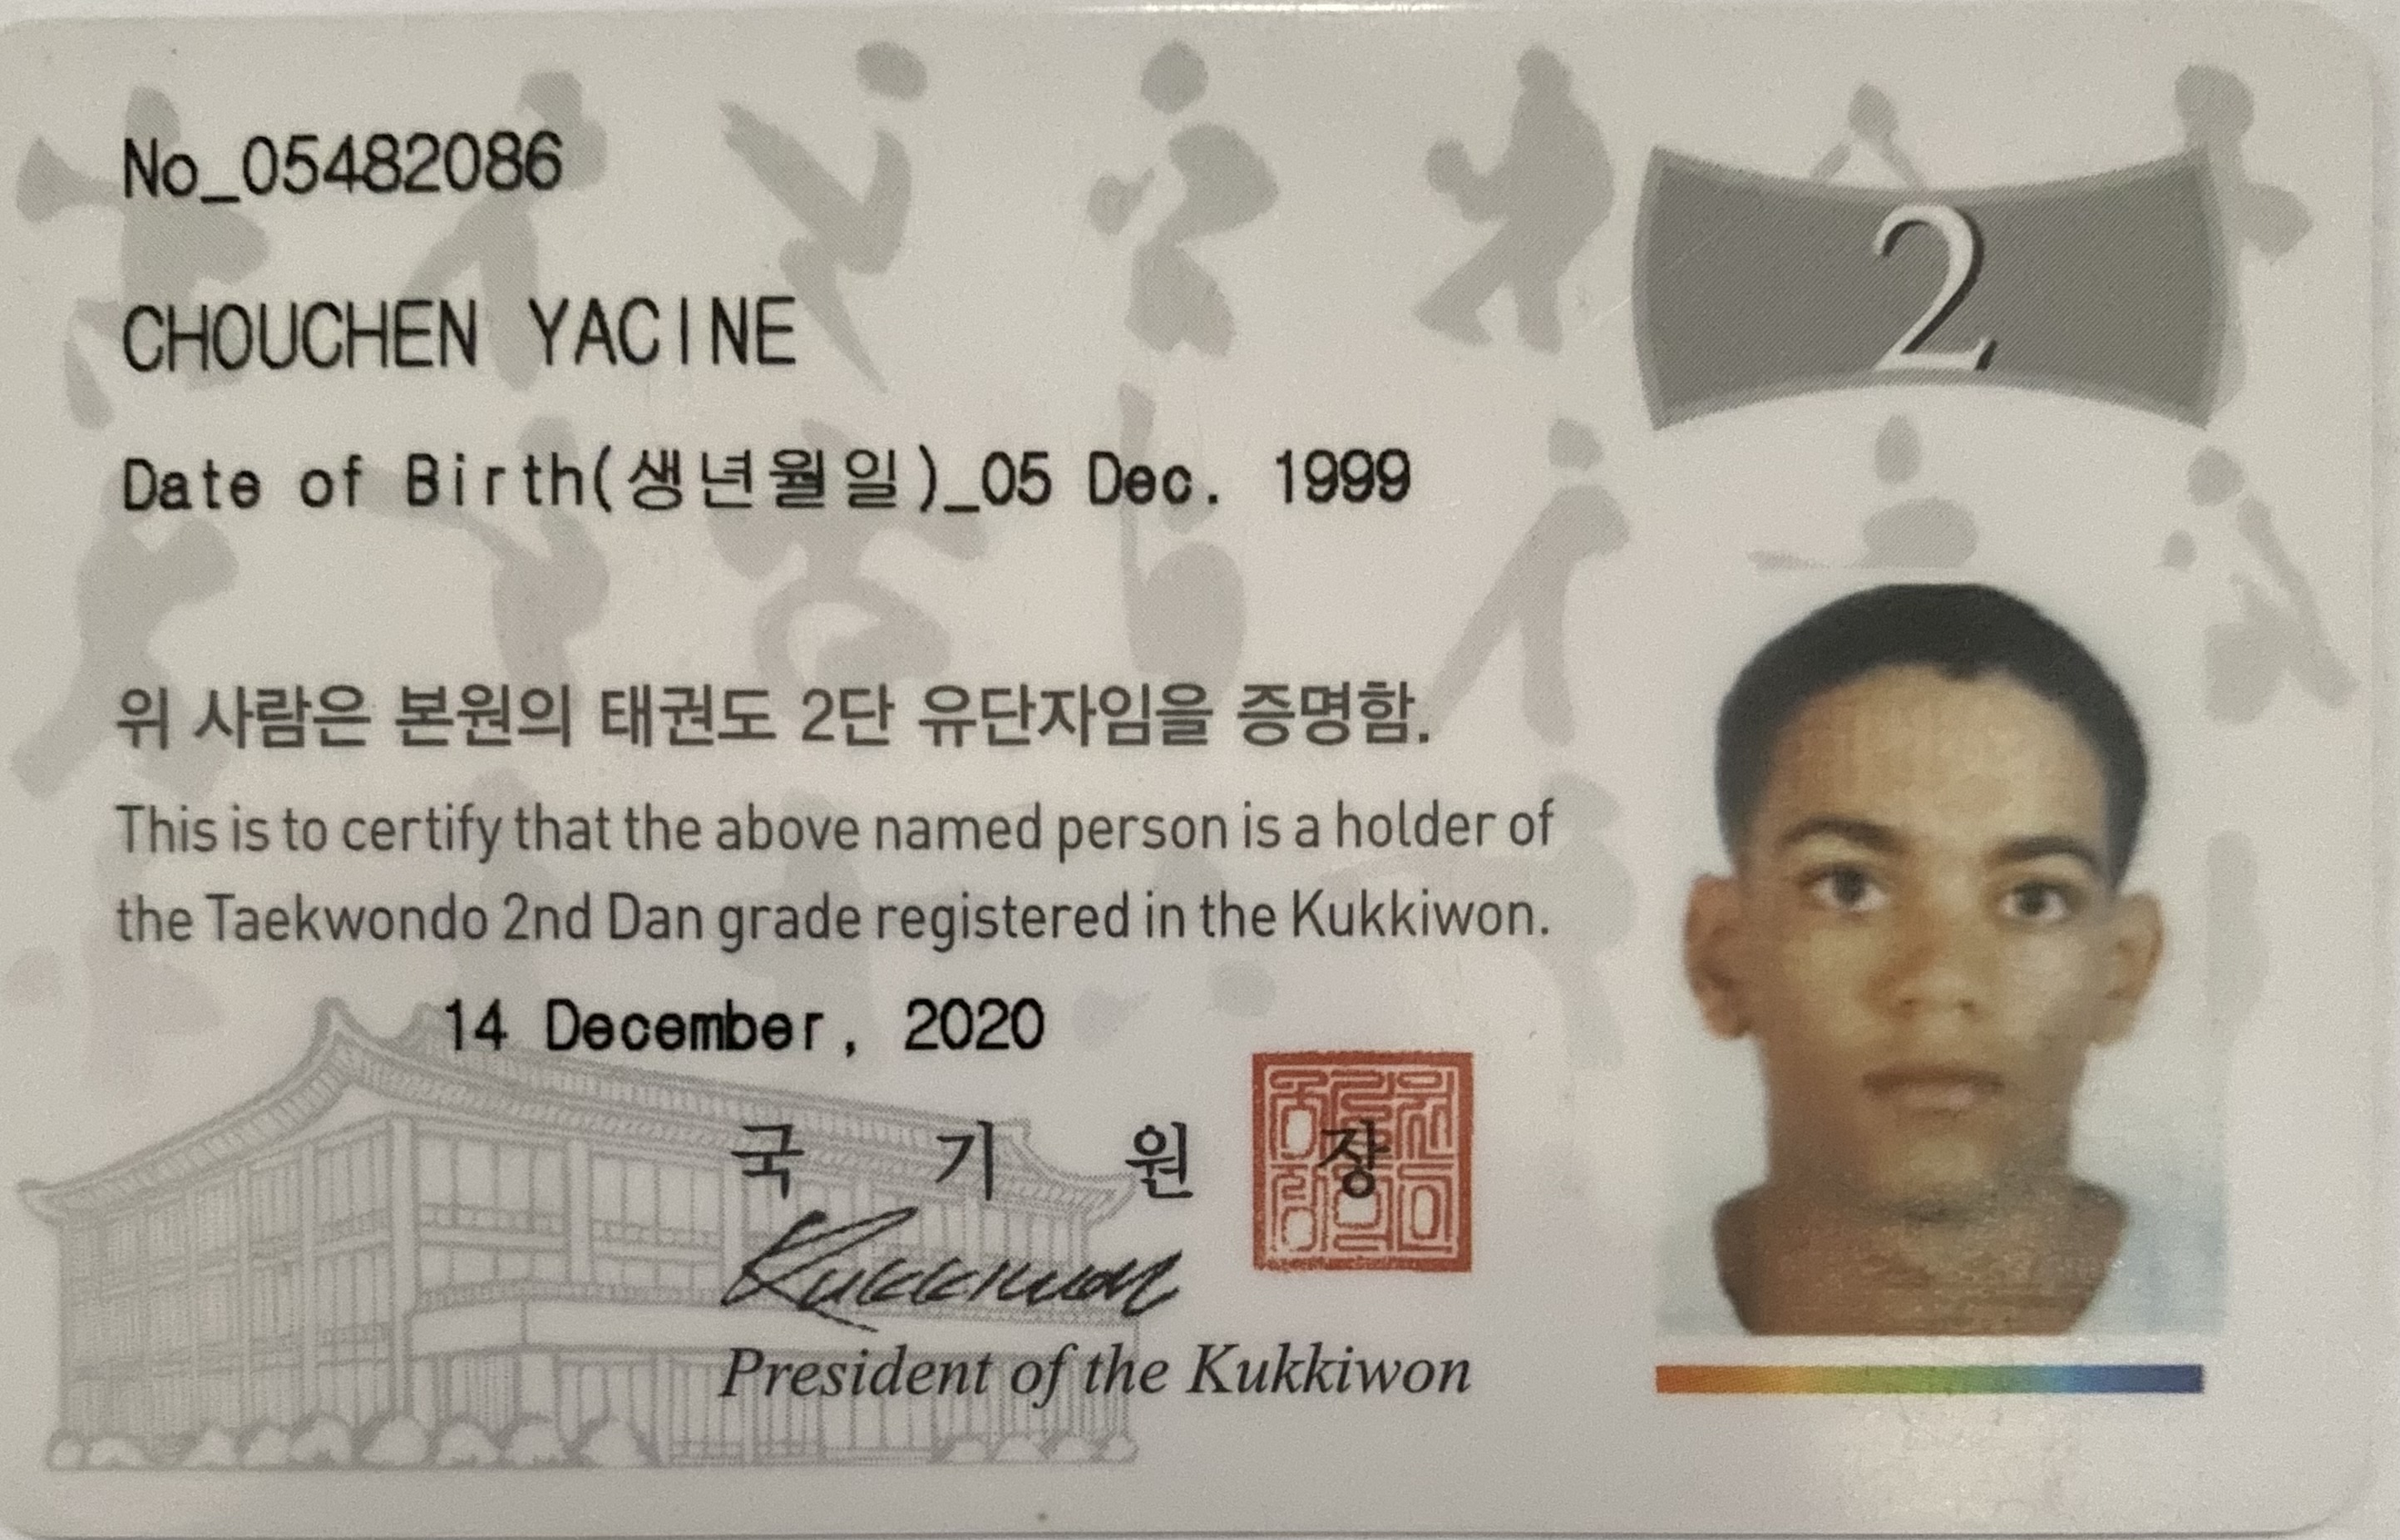 No_05482086
2
CHOUCHEN YACINE
Date of Birth(생년월일)_05 Dec. 1999
위 사람은 본원의 태권도 2단 유단자임을 증명함.
This is to certify that the above named person is a holder of
the Taekwondo 2nd Dan grade registered in the Kukkiwon.
14 December, 2020
국 기 원 장
Kukkiwon
President of the Kukkiwon